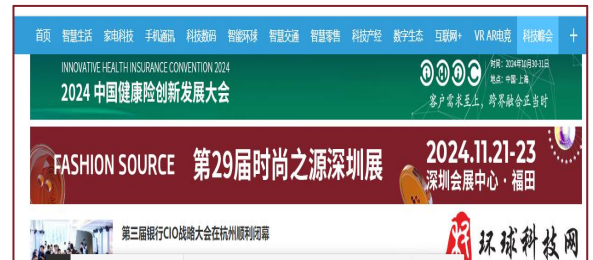 首页 智慧生活 家电科技 手机通讯 科技数码 智能环球 智慧交通 智慧零售 科技产经 数字生态 互联网+ VR AR电竞 科技峰会 +
INNOVATIVE HEALTH INSURANCE CONVENTION 2024
2024 中国健康险创新发展大会
时间：2024年10月30-31日
地点：中国·上海
客户需求至上，跨界融合正当时
FASHION SOURCE 第29届时尚之源深圳展
2024.11.21-23
深圳会展中心·福田
第三届银行CIO战略大会在杭州顺利闭幕
环球科技网